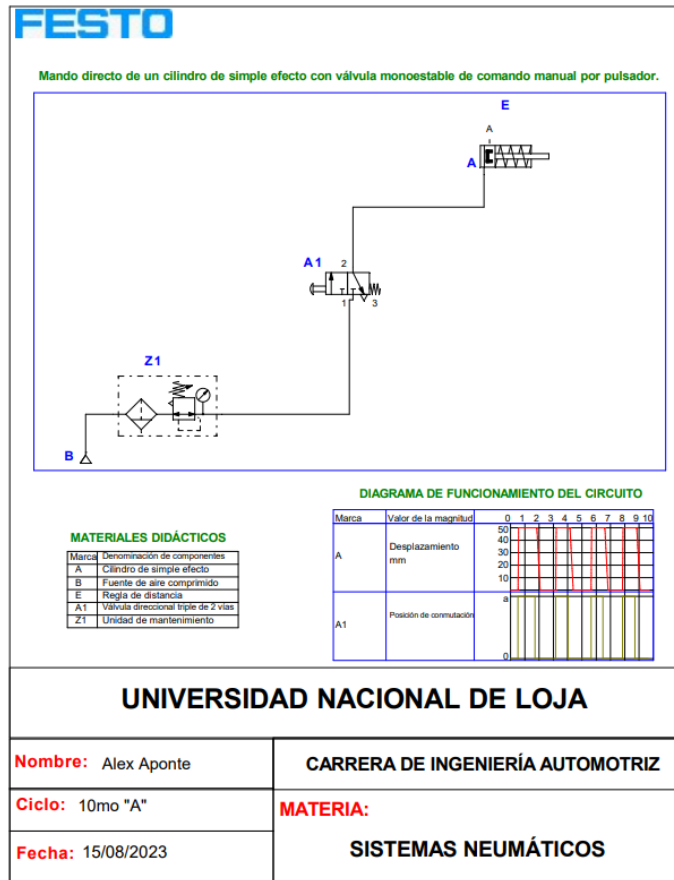 FESTO
Mando directo de un cilindro de simple efecto con válvula monoestable de comando manual por pulsador.
E
A
A
A1
2
1
3
Z1
B
DIAGRAMA DE FUNCIONAMIENTO DEL CIRCUITO
Marca Valor de la magnitud 0 1 2 3 4 5 6 7 8 9 10
50
40
30
20
10
A Desplazamiento
mm
a
A1 Posición de conmutación
0
MATERIALES DIDÁCTICOS
Marca Denominación de componentes
A Cilindro de simple efecto
B Fuente de aire comprimido
E Regla de distancia
A1 Válvula direccional triple de 2 vías
Z1 Unidad de mantenimiento
UNIVERSIDAD NACIONAL DE LOJA
Nombre: Alex Aponte
CARRERA DE INGENIERÍA AUTOMOTRIZ
Ciclo: 10mo "A"
MATERIA:
Fecha: 15/08/2023
SISTEMAS NEUMÁTICOS